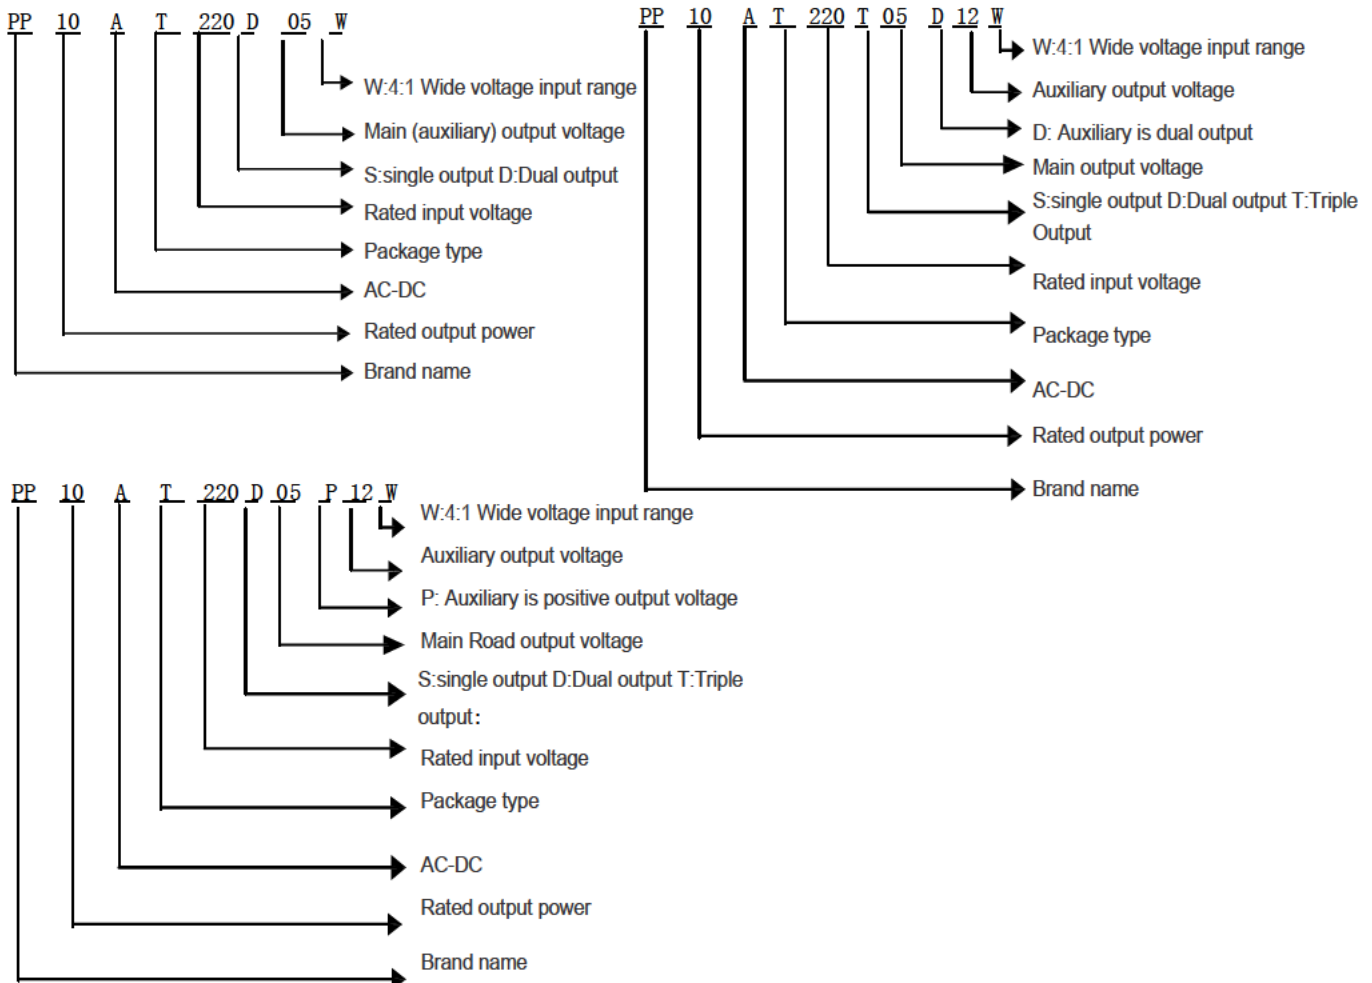 PP 10 A T 220 D 05 W
W:4:1 Wide voltage input range
Main (auxiliary) output voltage
S:single output D:Dual output
Rated input voltage
Package type
AC-DC
Rated output power
Brand name
PP 10 A T 220 T 05 D 12 W
W:4:1 Wide voltage input range
Auxiliary output voltage
D: Auxiliary is dual output
Main output voltage
S:single output D:Dual output T:Triple
Output
Rated input voltage
Package type
AC-DC
Rated output power
Brand name
PP 10 A T 220 D 05 P 12 W
W:4:1 Wide voltage input range
Auxiliary output voltage
P: Auxiliary is positive output voltage
Main Road output voltage
S:single output D:Dual output T:Triple
output：
Rated input voltage
Package type
AC-DC
Rated output power
Brand name